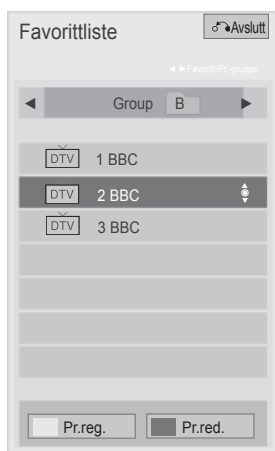 Favorittliste
Avslutt
◄ ►Favoritt-Pr.-gruppe
◄ Group B ►
DTV 1 BBC
DTV 2 BBC
DTV 3 BBC
Pr.reg. Pr.red.